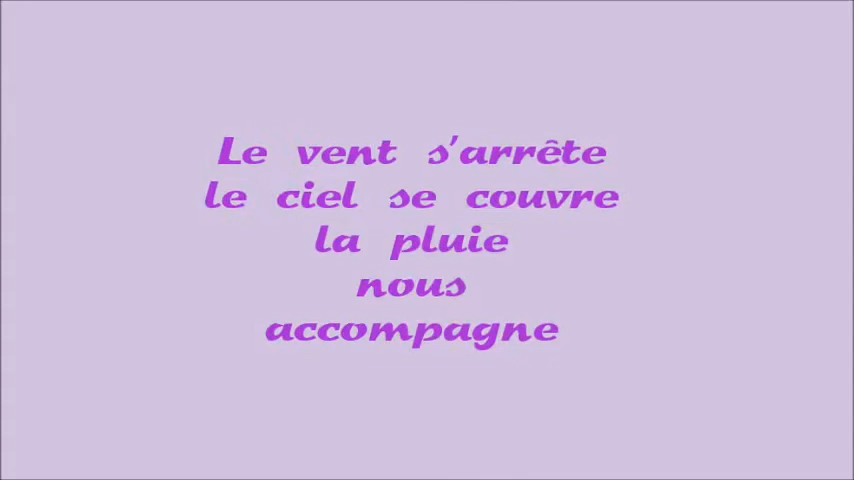 Le vent s'arrête
le ciel se couvre
la pluie
nous
accompagne